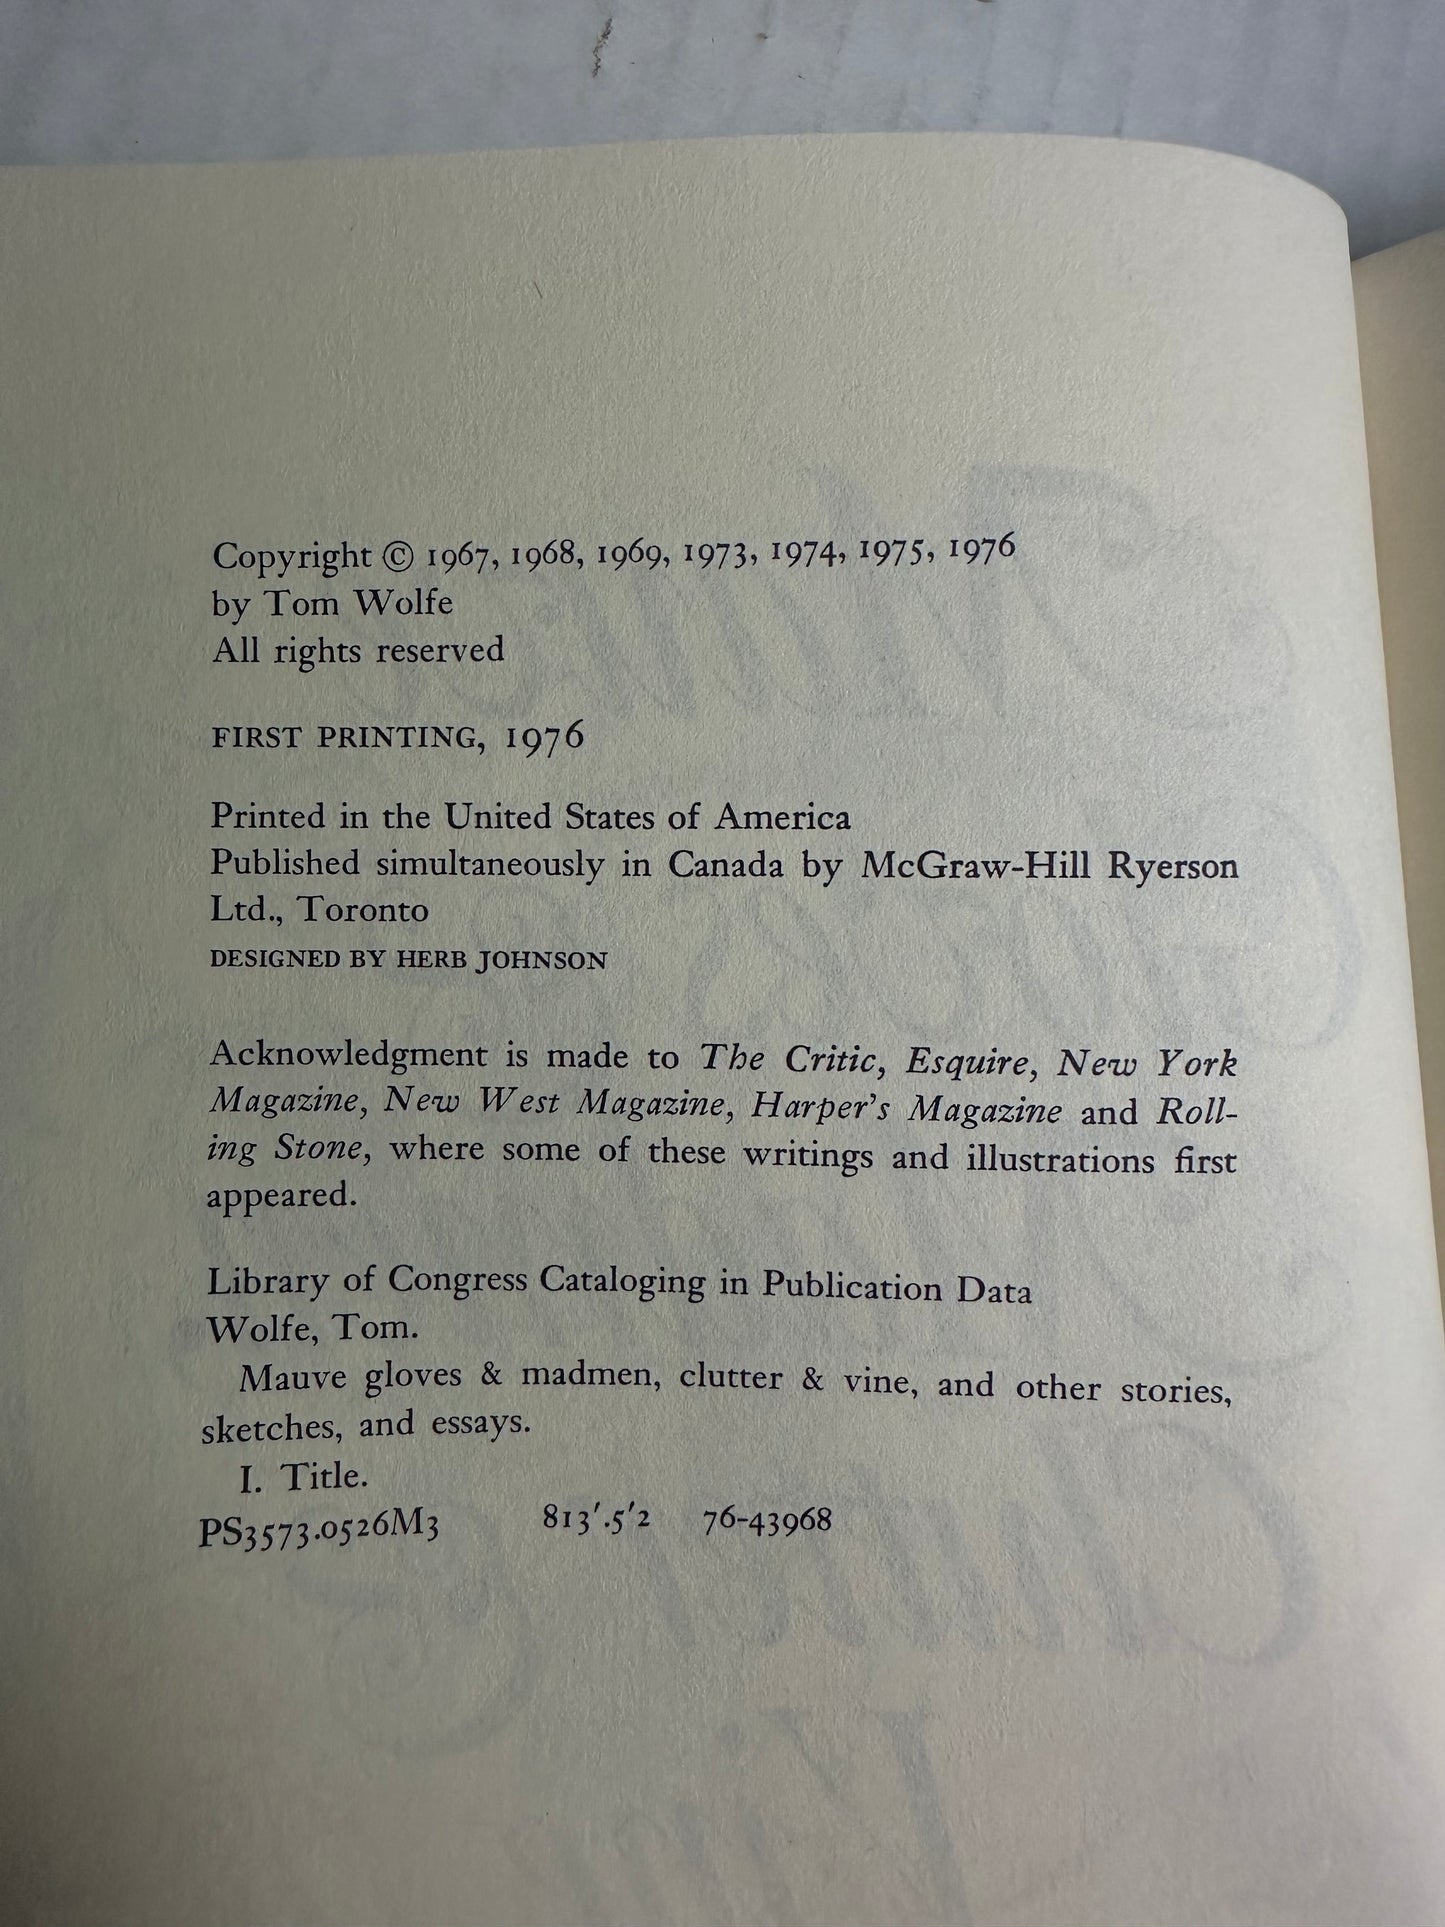 Copyright © 1967, 1968, 1969, 1973, 1974, 1975, 1976
by Tom Wolfe
All rights reserved
FIRST PRINTING, 1976
Printed in the United States of America
Published simultaneously in Canada by McGraw-Hill Ryerson
Ltd., Toronto
DESIGNED BY HERB JOHNSON
Acknowledgment is made to The Critic, Esquire, New York
Magazine, New West Magazine, Harper's Magazine and Roll-
ing Stone, where some of these writings and illustrations first
appeared.
Library of Congress Cataloging in Publication Data
Wolfe, Tom.
Mauve gloves & madmen, clutter & vine, and other stories,
sketches, and essays.
I. Title.
PS3573.0526M3 813'.5'2 76-43968